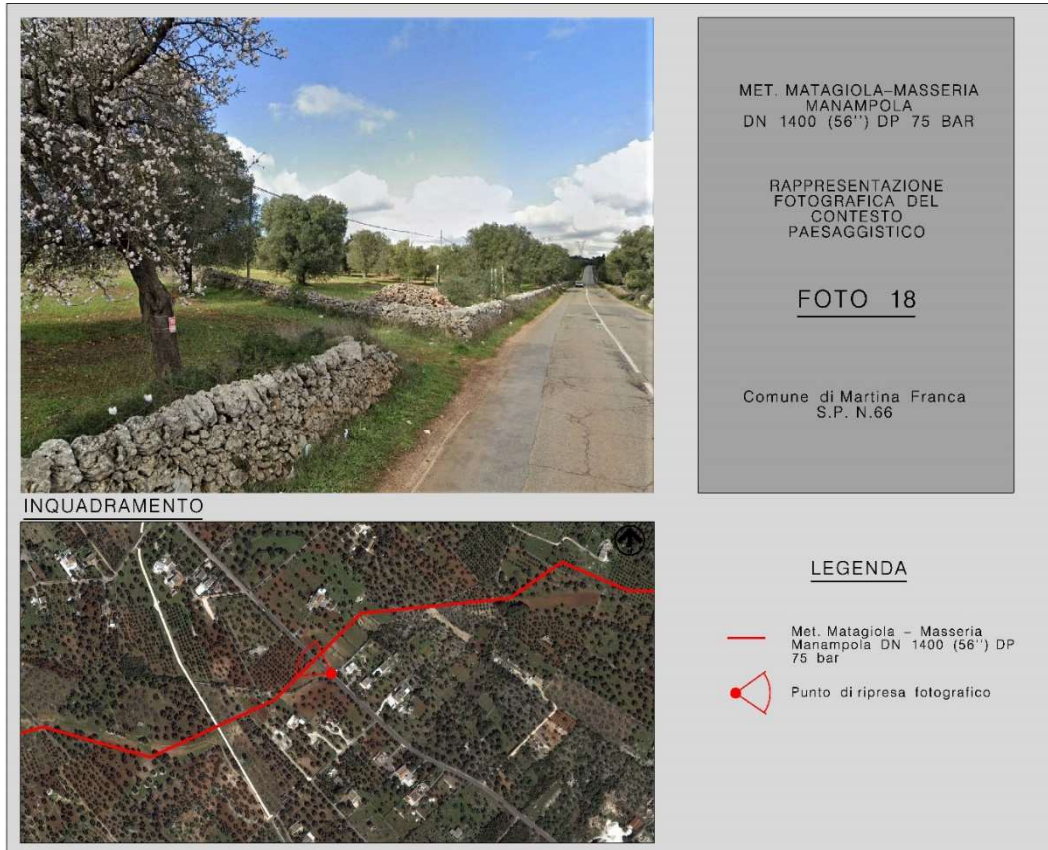 MET. MATAGIOLA–MASSERIA
MANAMPOLA
DN 1400 (56'') DP 75 BAR
RAPPRESENTAZIONE
FOTOGRAFICA DEL
CONTESTO
PAESAGGISTICO
FOTO 18
Comune di Martina Franca
S.P. N.66
INQUADRAMENTO
LEGENDA
Met. Matagiola – Masseria
Manampola DN 1400 (56'') DP
75 bar
Punto di ripresa fotografico